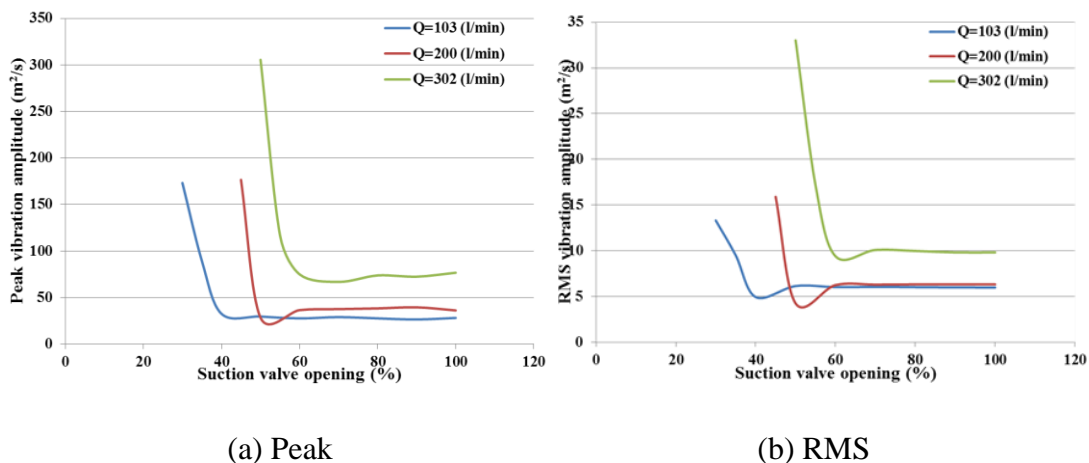 Peak vibration amplitude (m²/s)
350
300
250
200
150
100
50
0
0 20 40 60 80 100 120
Suction valve opening (%)
Q=103 (l/min)
Q=200 (l/min)
Q=302 (l/min)
(a) Peak
RMS vibration amplitude (m²/s)
35
30
25
20
15
10
5
0
0 20 40 60 80 100 120
Suction valve opening (%)
Q=103 (l/min)
Q=200 (l/min)
Q=302 (l/min)
(b) RMS